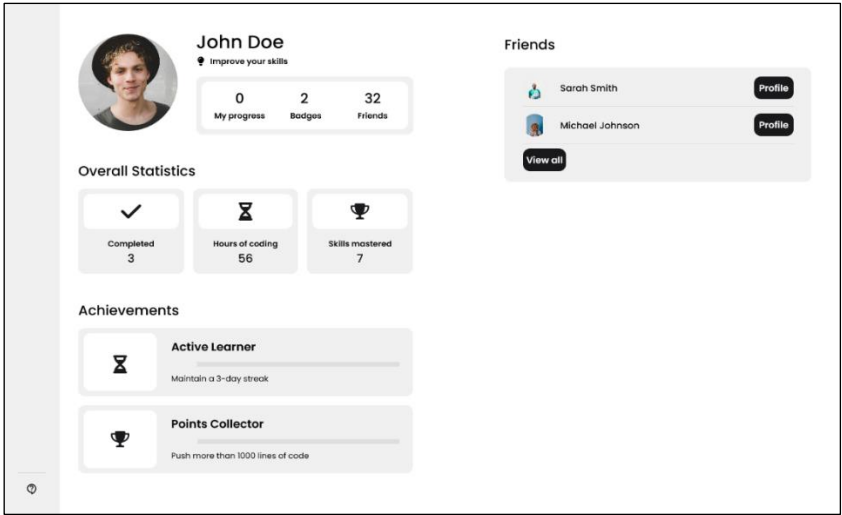 John Doe
Improve your skills
0 2 32
My progress Badges Friends
Overall Statistics
Completed Hours of coding Skills mastered
3 56 7
Achievements
Active Learner
Maintain a 3-day streak
Points Collector
Push more than 1000 lines of code
Friends
Sarah Smith Profile
Michael Johnson Profile
View all